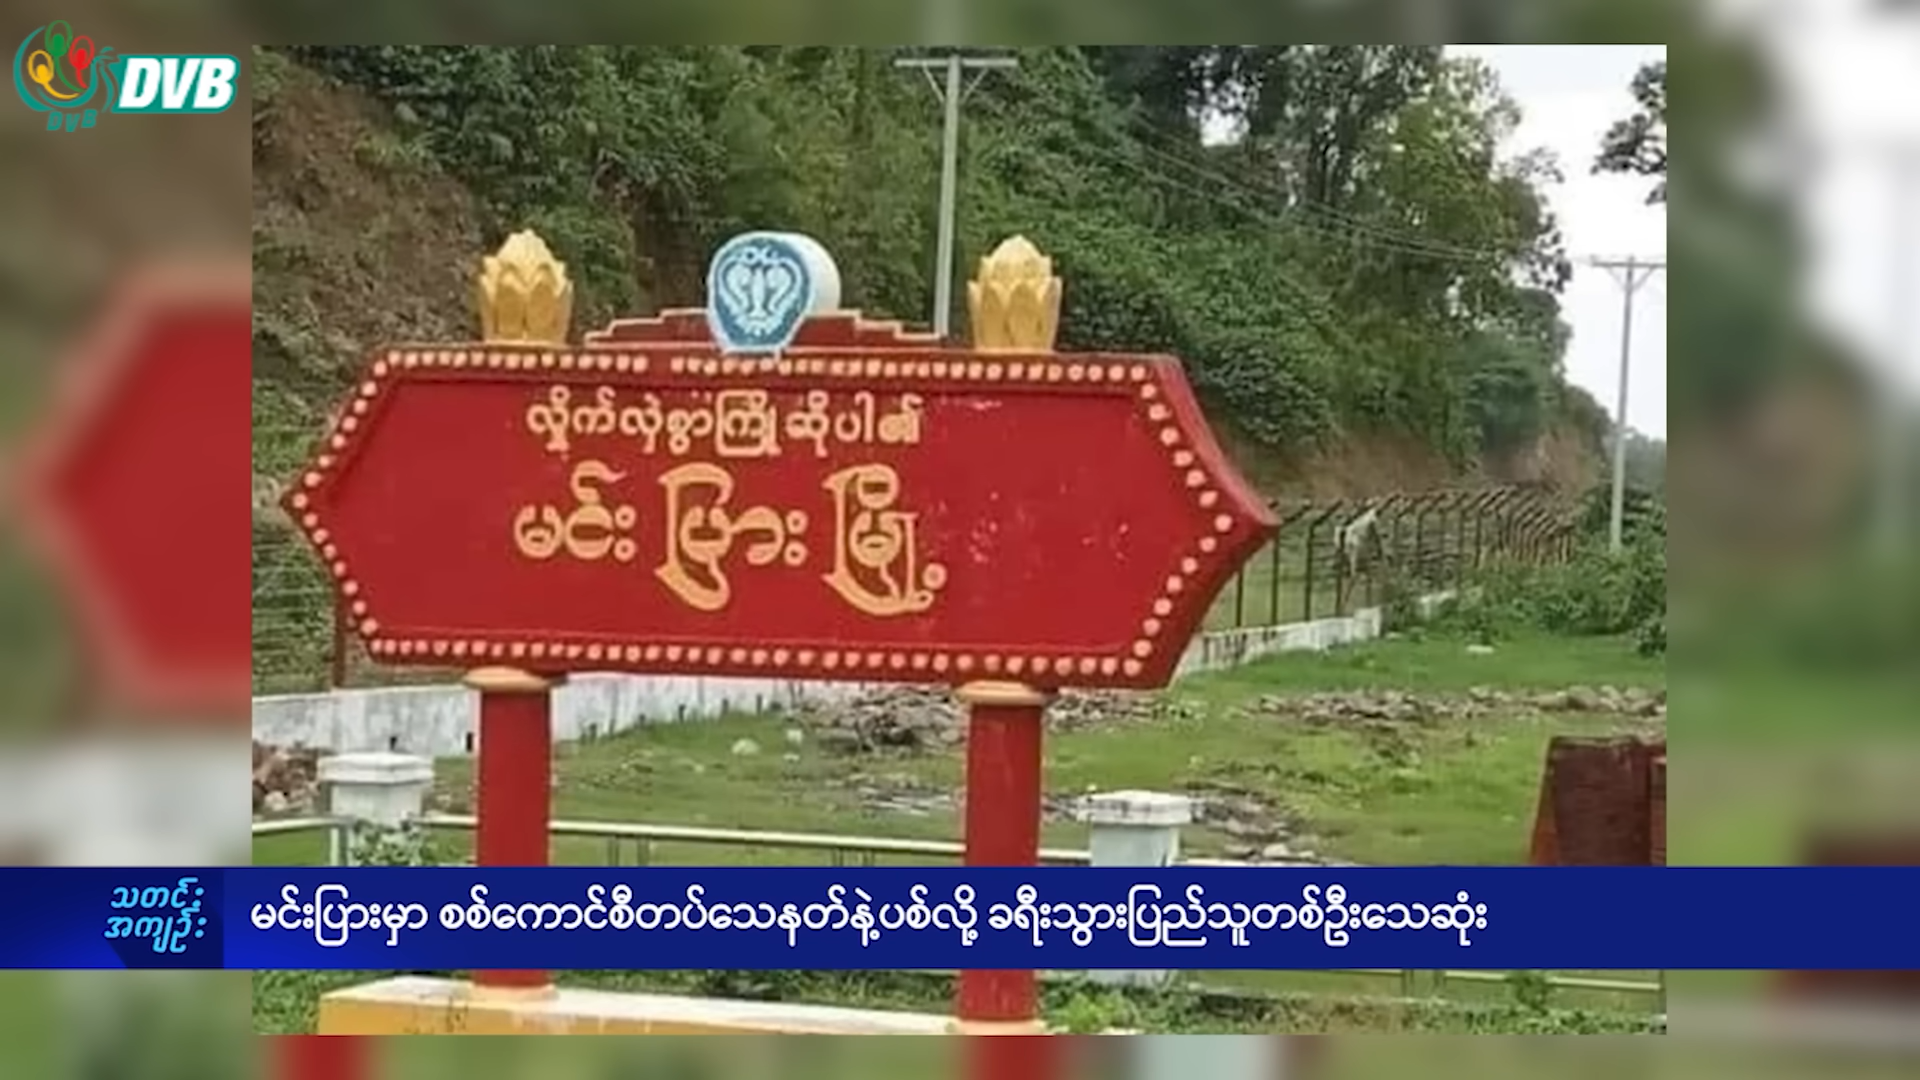 DVB
DVB
လှိုက်လှဲစွာကြိုဆိုပါ၏
မင်းပြားမြို့
သတင်း
အကျဉ်း
မင်းပြားမှာ စစ်ကောင်စီတပ်သေနတ်နဲ့ပစ်လို့ ခရီးသွားပြည်သူတစ်ဦးသေဆုံး